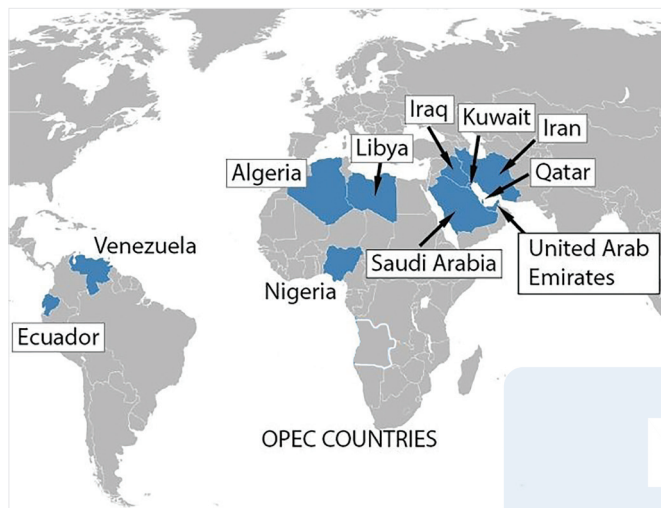 Iraq
Kuwait
Iran
Libya
Algeria
Qatar
Venezuela
Saudi Arabia
United Arab
Emirates
Nigeria
Ecuador
OPEC COUNTRIES